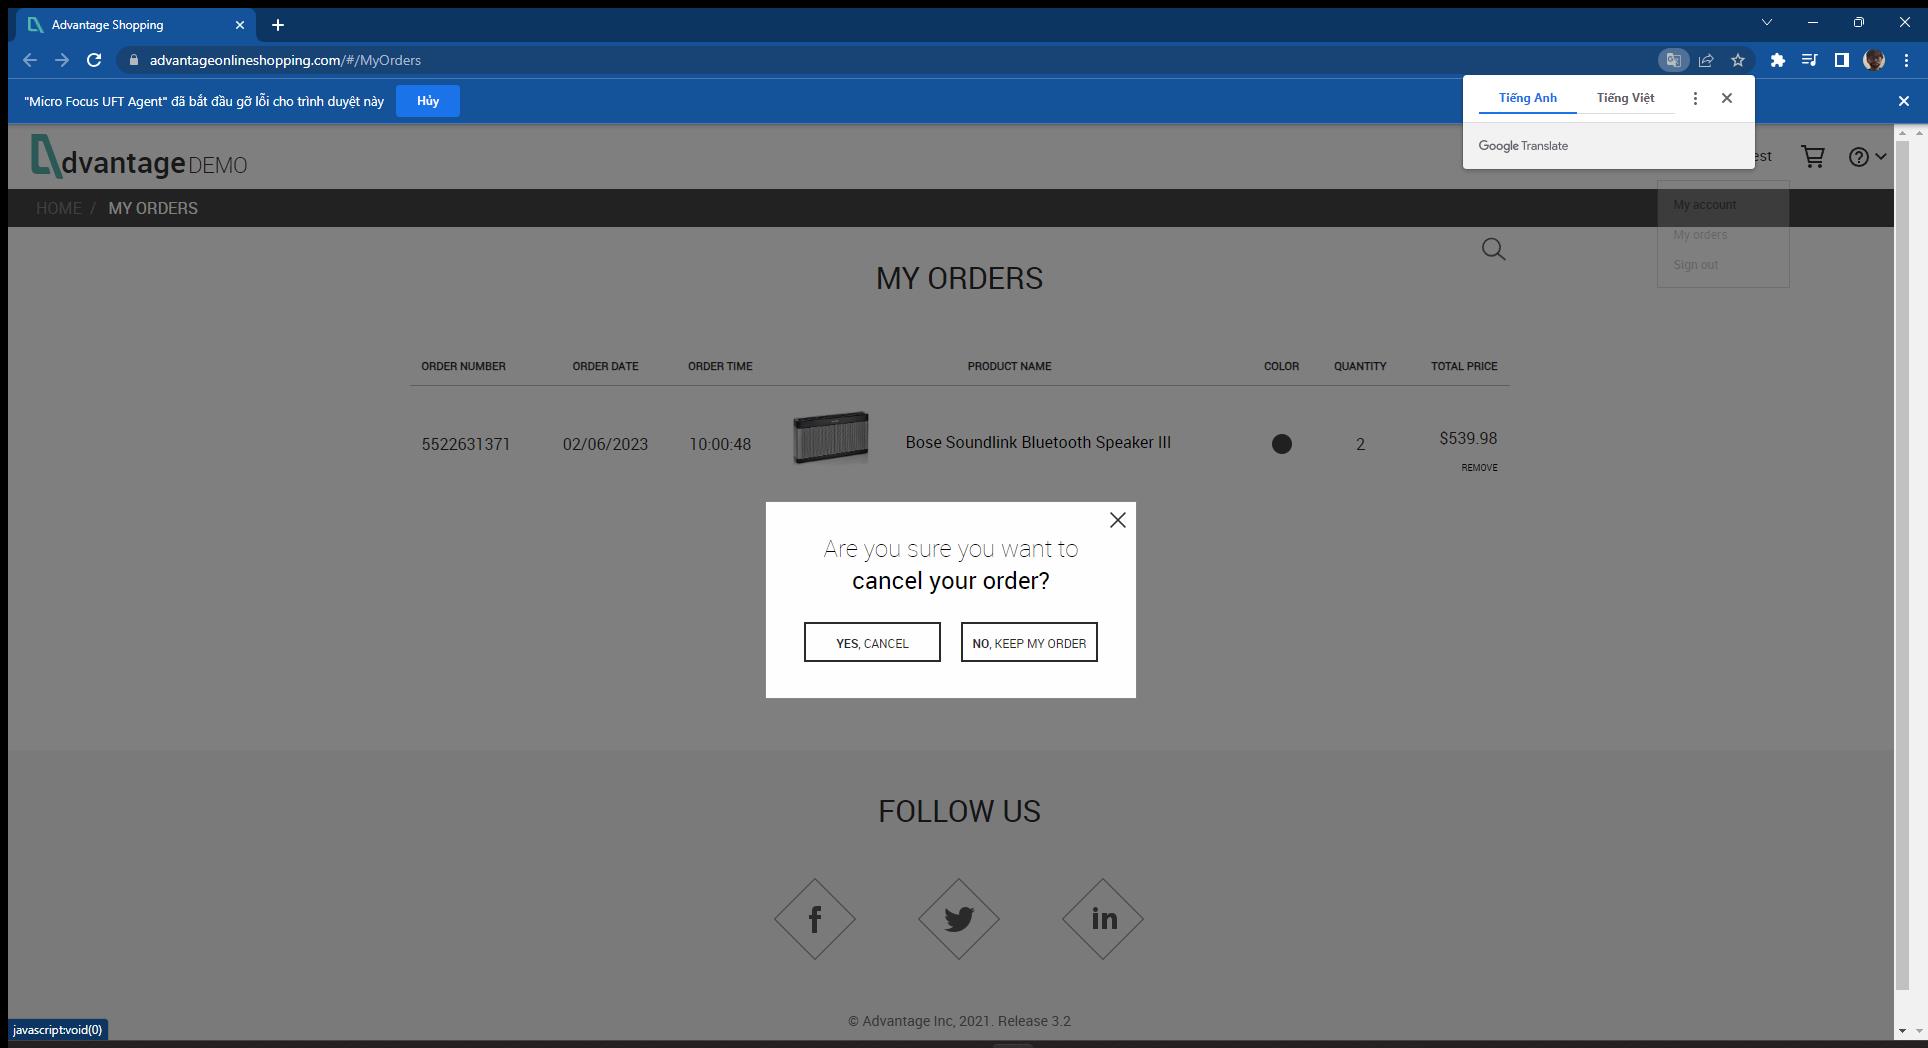 Advantage Shopping
advantageonlineshopping.com/#/MyOrders
"Micro Focus UFT Agent" đã bắt đầu gỡ lỗi cho trình duyệt này
Hủy
Tiếng Anh
Tiếng Việt
Google Translate
dvantage DEMO
est
HOME / MY ORDERS
My account
My orders
Sign out
MY ORDERS
ORDER NUMBER ORDER DATE ORDER TIME PRODUCT NAME COLOR QUANTITY TOTAL PRICE
5522631371 02/06/2023 10:00:48 Bose Soundlink Bluetooth Speaker III 2 $539.98
REMOVE
Are you sure you want to
cancel your order?
YES, CANCEL
NO, KEEP MY ORDER
FOLLOW US
f
in
© Advantage Inc, 2021. Release 3.2
javascript:void(0)